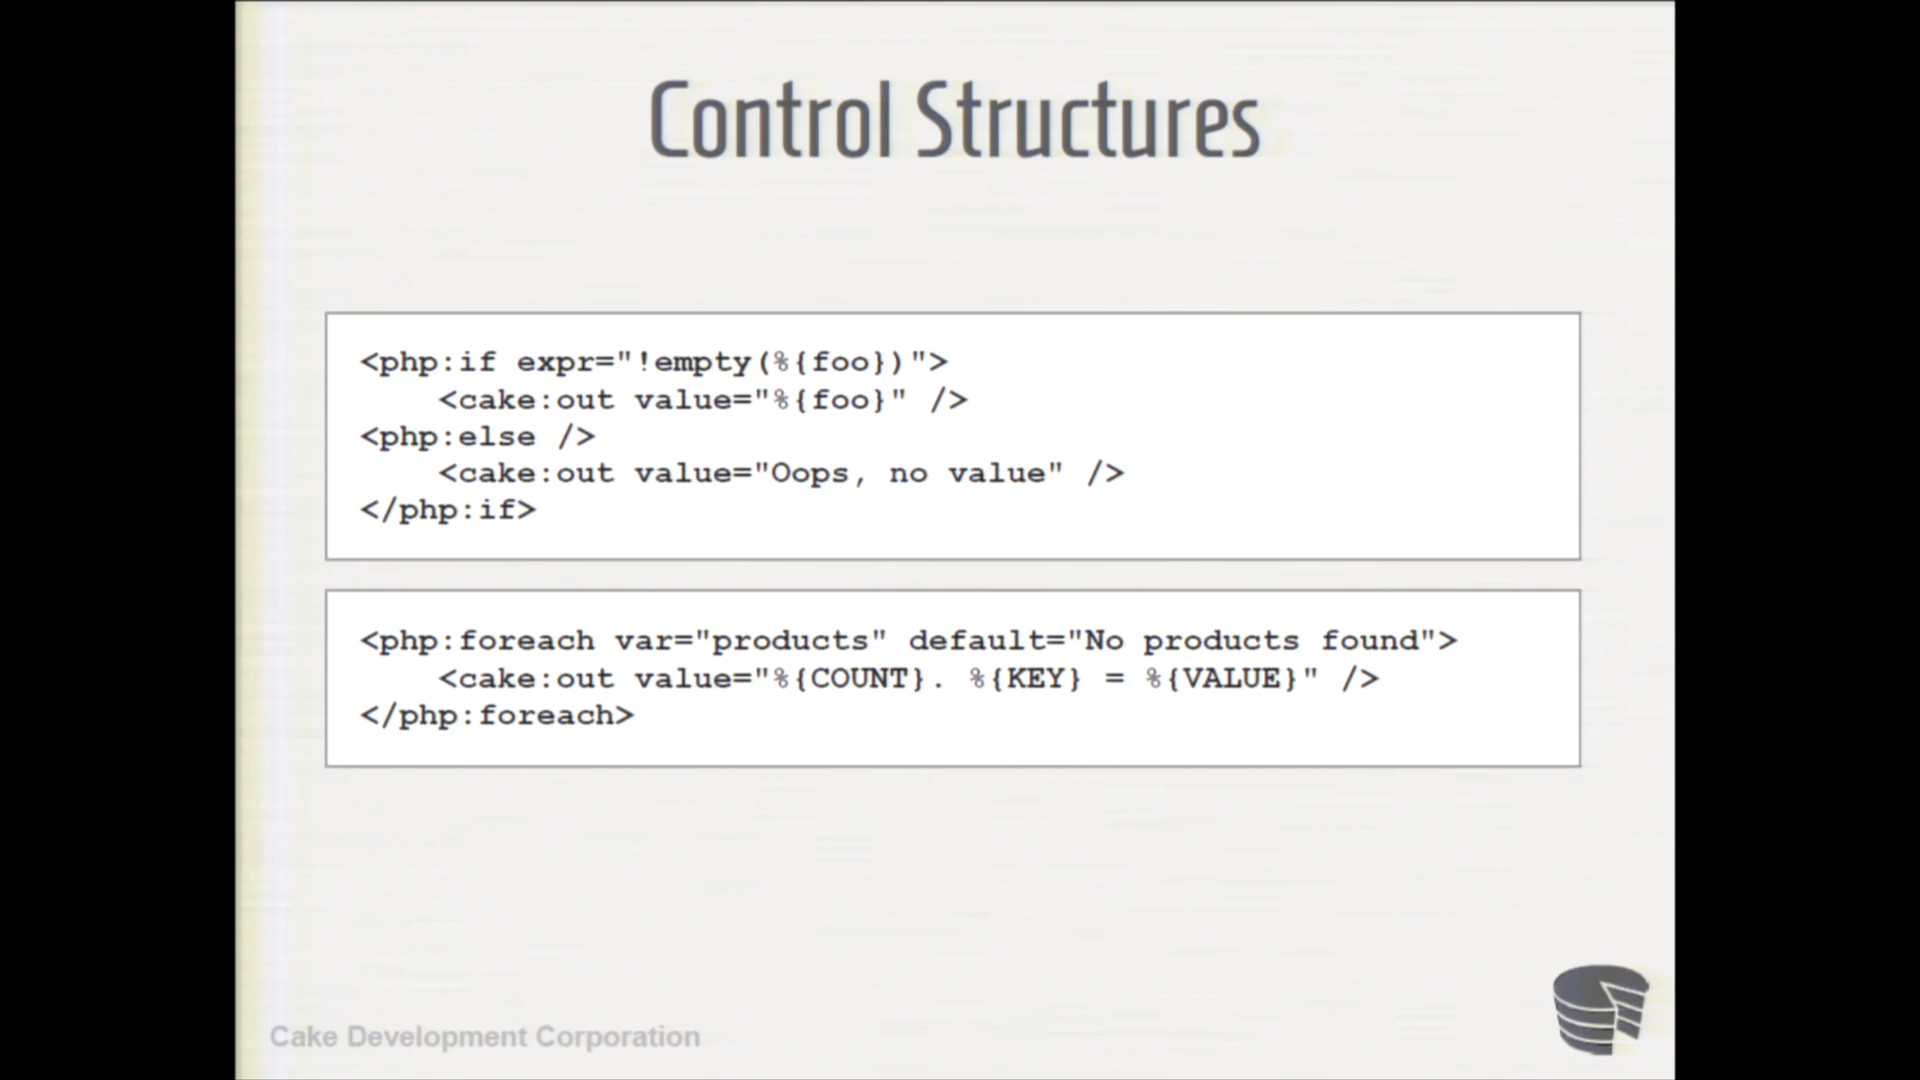 Control Structures
<php:if expr="!empty(%{foo})">
    <cake:out value="%{foo}" />
<php:else />
    <cake:out value="Oops, no value" />
</php:if>
<php:foreach var="products" default="No products found">
    <cake:out value="%{COUNT}. %{KEY} = %{VALUE}" />
</php:foreach>
Cake Development Corporation